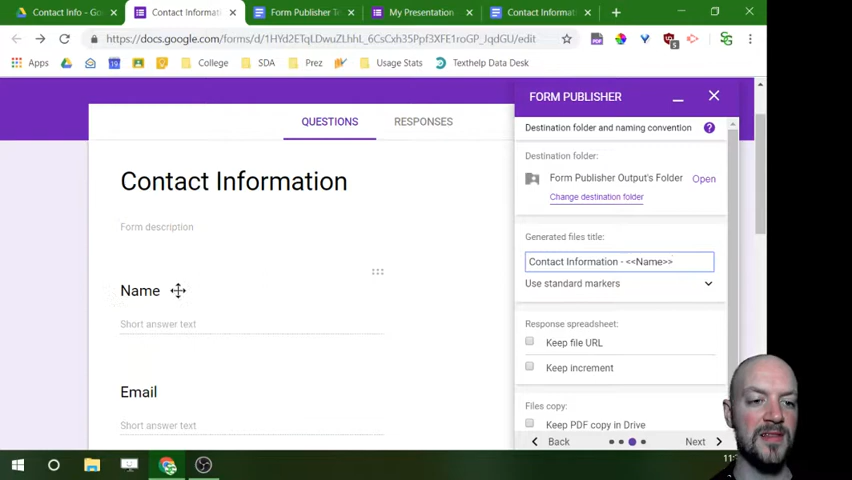 Contact Info - Go
Contact Information
Form Publisher Te
My Presentation
Contact Informat
https://docs.google.com/forms/d/1HYd2ETqLDwuZLhhL_6CsCxh35Ppf3XFE1roGP_JqdGU/edit
Apps
College
SDA
Prez
Usage Stats
Texthelp Data Desk
QUESTIONS
RESPONSES
Contact Information
Form description
Name
Short answer text
Email
Short answer text
FORM PUBLISHER
Destination folder and naming convention
Destination folder:
Form Publisher Output's Folder
Open
Change destination folder
Generated files title:
Contact Information - <<Name>>
Use standard markers
Response spreadsheet:
Keep file URL
Keep increment
Files copy:
Keep PDF copy in Drive
Back
Next